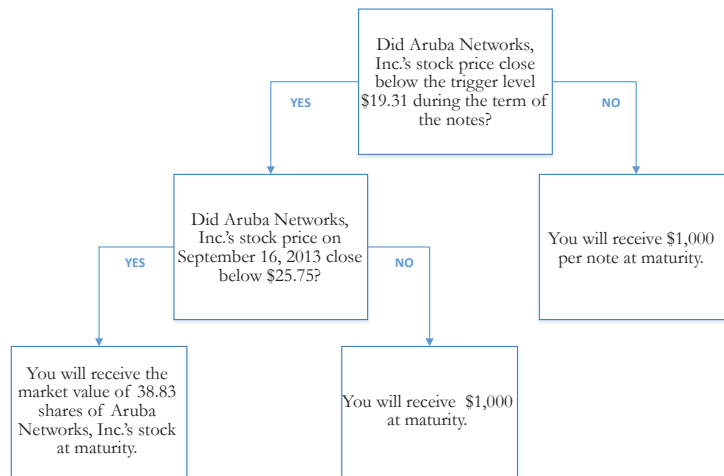 Did Aruba Networks,
Inc.'s stock price close
below the trigger level
$19.31 during the term of
the notes?
YES
NO
Did Aruba Networks,
Inc.'s stock price on
September 16, 2013 close
below $25.75?
You will receive $1,000
per note at maturity.
YES
NO
You will receive the
market value of 38.83
shares of Aruba
Networks, Inc.'s stock
at maturity.
You will receive $1,000
at maturity.